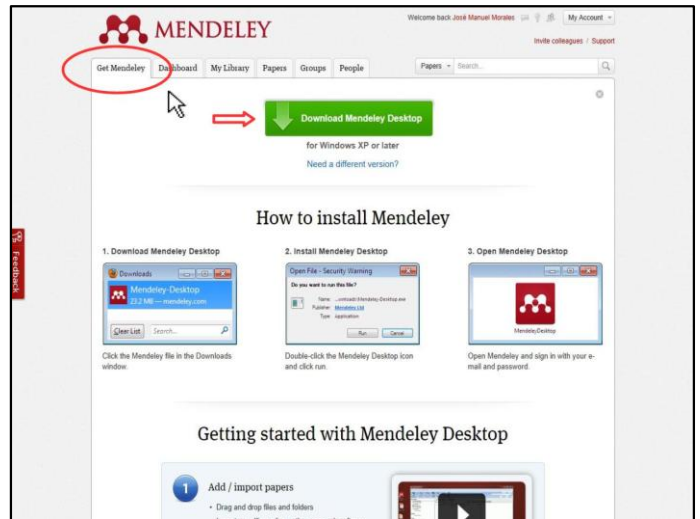 MENDELEY
Welcome back José Manuel Morales
My Account
Invite colleagues / Support
Get Mendeley
Dashboard
My Library
Papers
Groups
People
Papers
Search...
Download Mendeley Desktop
for Windows XP or later
Need a different version?
How to install Mendeley
Feedback
1. Download Mendeley Desktop
Downloads
Mendeley-Desktop
23.2 MB — mendeley.com
Clear List
Search...
Click the Mendeley file in the Downloads
window.
2. Install Mendeley Desktop
Open File - Security Warning
Do you want to run this file?
Name: ...ownloads\Mendeley-Desktop.exe
Publisher: Mendeley Ltd
Type: Application
Run
Cancel
Double-click the Mendeley Desktop icon
and click run.
3. Open Mendeley Desktop
MendeleyDesktop
Open Mendeley and sign in with your e-
mail and password.
Getting started with Mendeley Desktop
1
Add / import papers
• Drag and drop files and folders